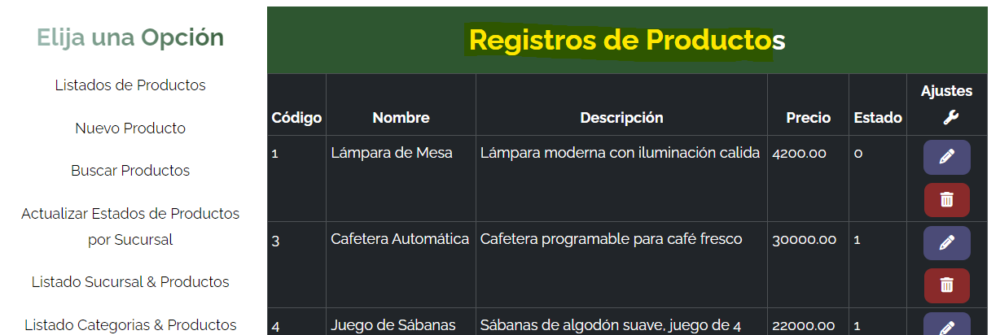 Elija una Opción
Listados de Productos
Nuevo Producto
Buscar Productos
Actualizar Estados de Productos
por Sucursal
Listado Sucursal & Productos
Listado Categorias & Productos
Registros de Productos
Código Nombre Descripción Precio Estado Ajustes
1 Lámpara de Mesa Lámpara moderna con iluminación calida 4200.00 0
3 Cafetera Automática Cafetera programable para café fresco 30000.00 1
4 Juego de Sábanas Sábanas de algodón suave, juego de 4 22000.00 1